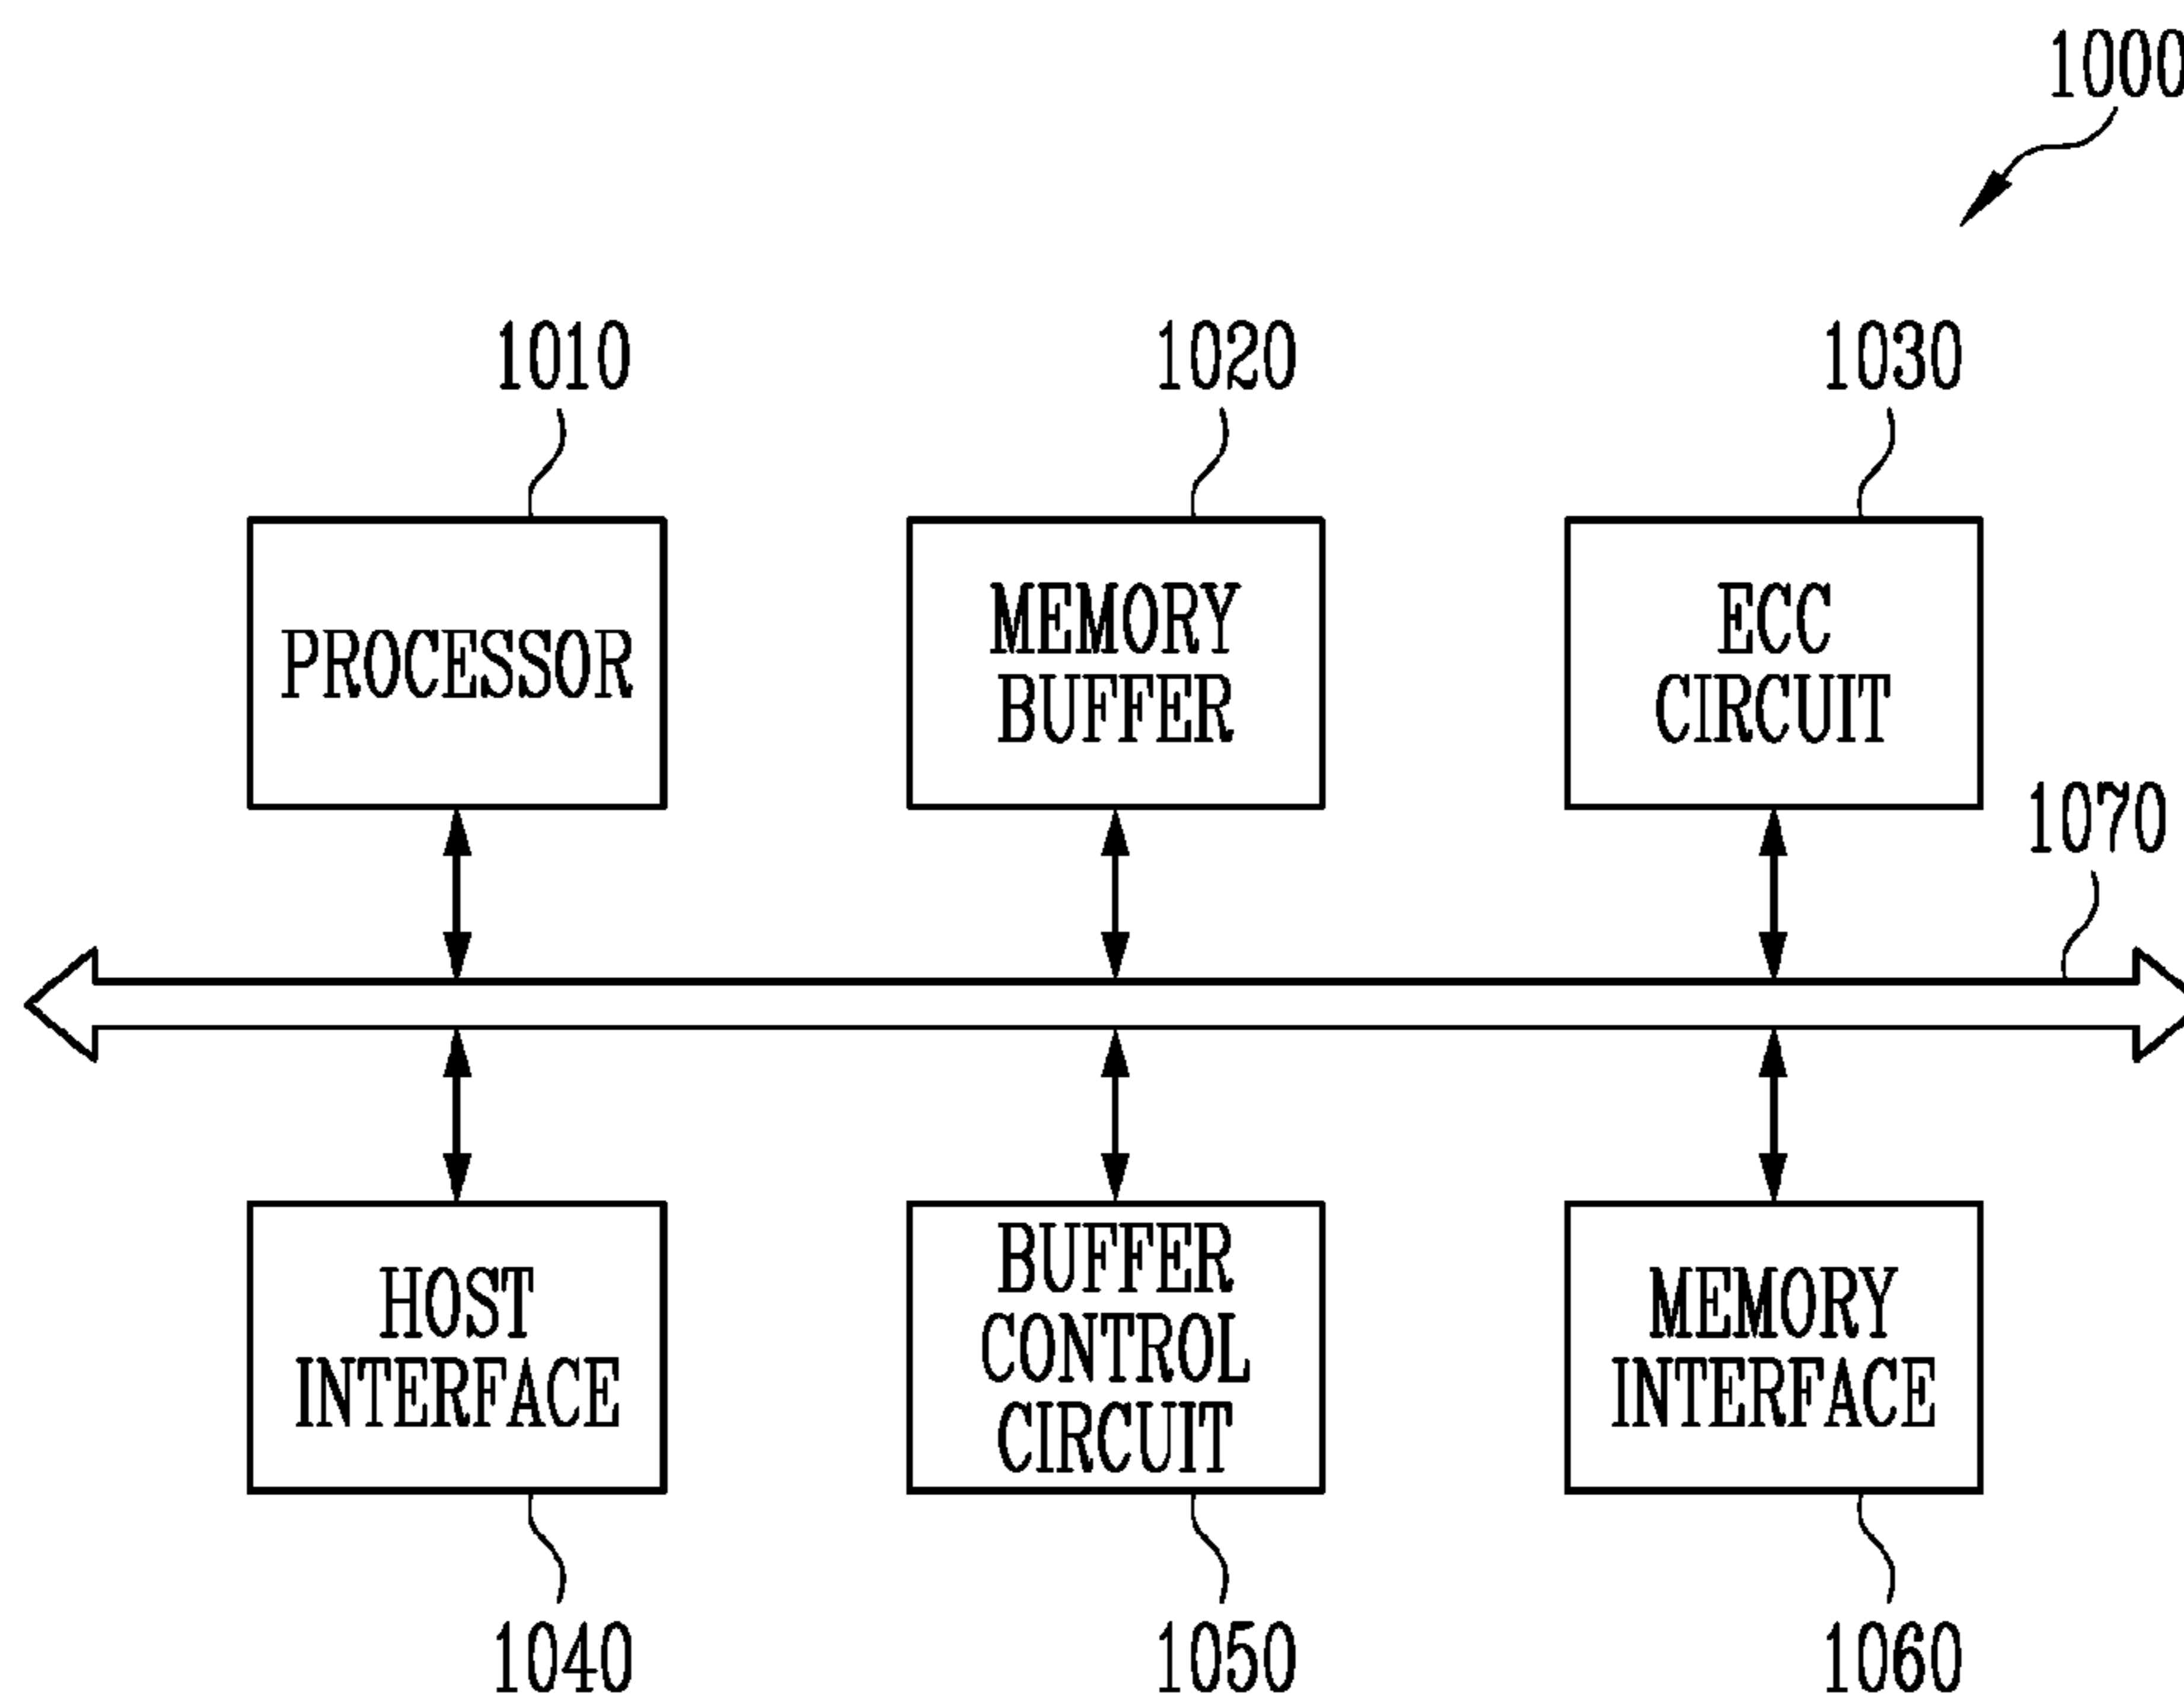 1000
1010
1020
1030
PROCESSOR
MEMORY
BUFFER
ECC
CIRCUIT
1070
HOST
INTERFACE
BUFFER
CONTROL
CIRCUIT
MEMORY
INTERFACE
1040
1050
1060